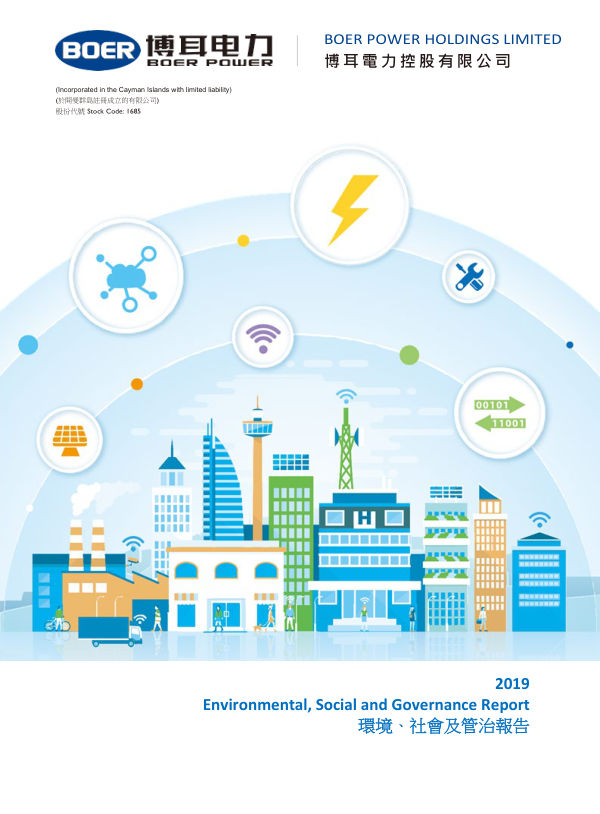 BOER 博耳电力
BOER POWER
BOER POWER HOLDINGS LIMITED
博耳電力控股有限公司
(Incorporated in the Cayman Islands with limited liability)
(於開曼群島註冊成立的有限公司)
股份代號 Stock Code: 1685
00101
11001
H
2019
Environmental, Social and Governance Report
環境、社會及管治報告